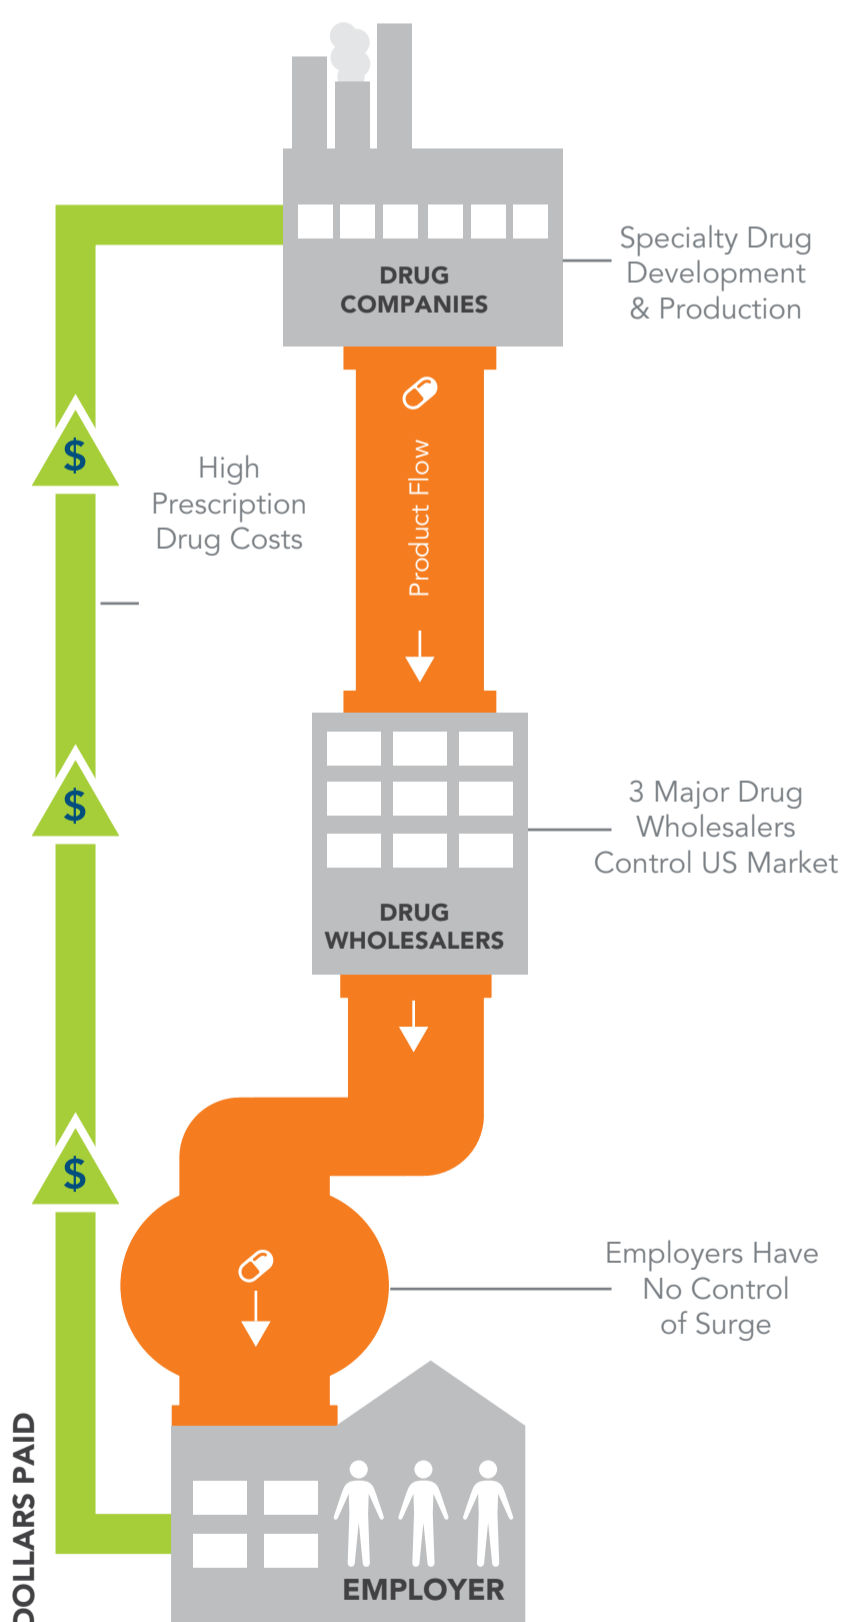 DRUG
COMPANIES
Specialty Drug
Development
& Production
$
High
Prescription
Drug Costs
Product Flow
$
3 Major Drug
Wholesalers
Control US Market
DRUG
WHOLESALERS
$
Employers Have
No Control
of Surge
DOLLARS PAID
EMPLOYER